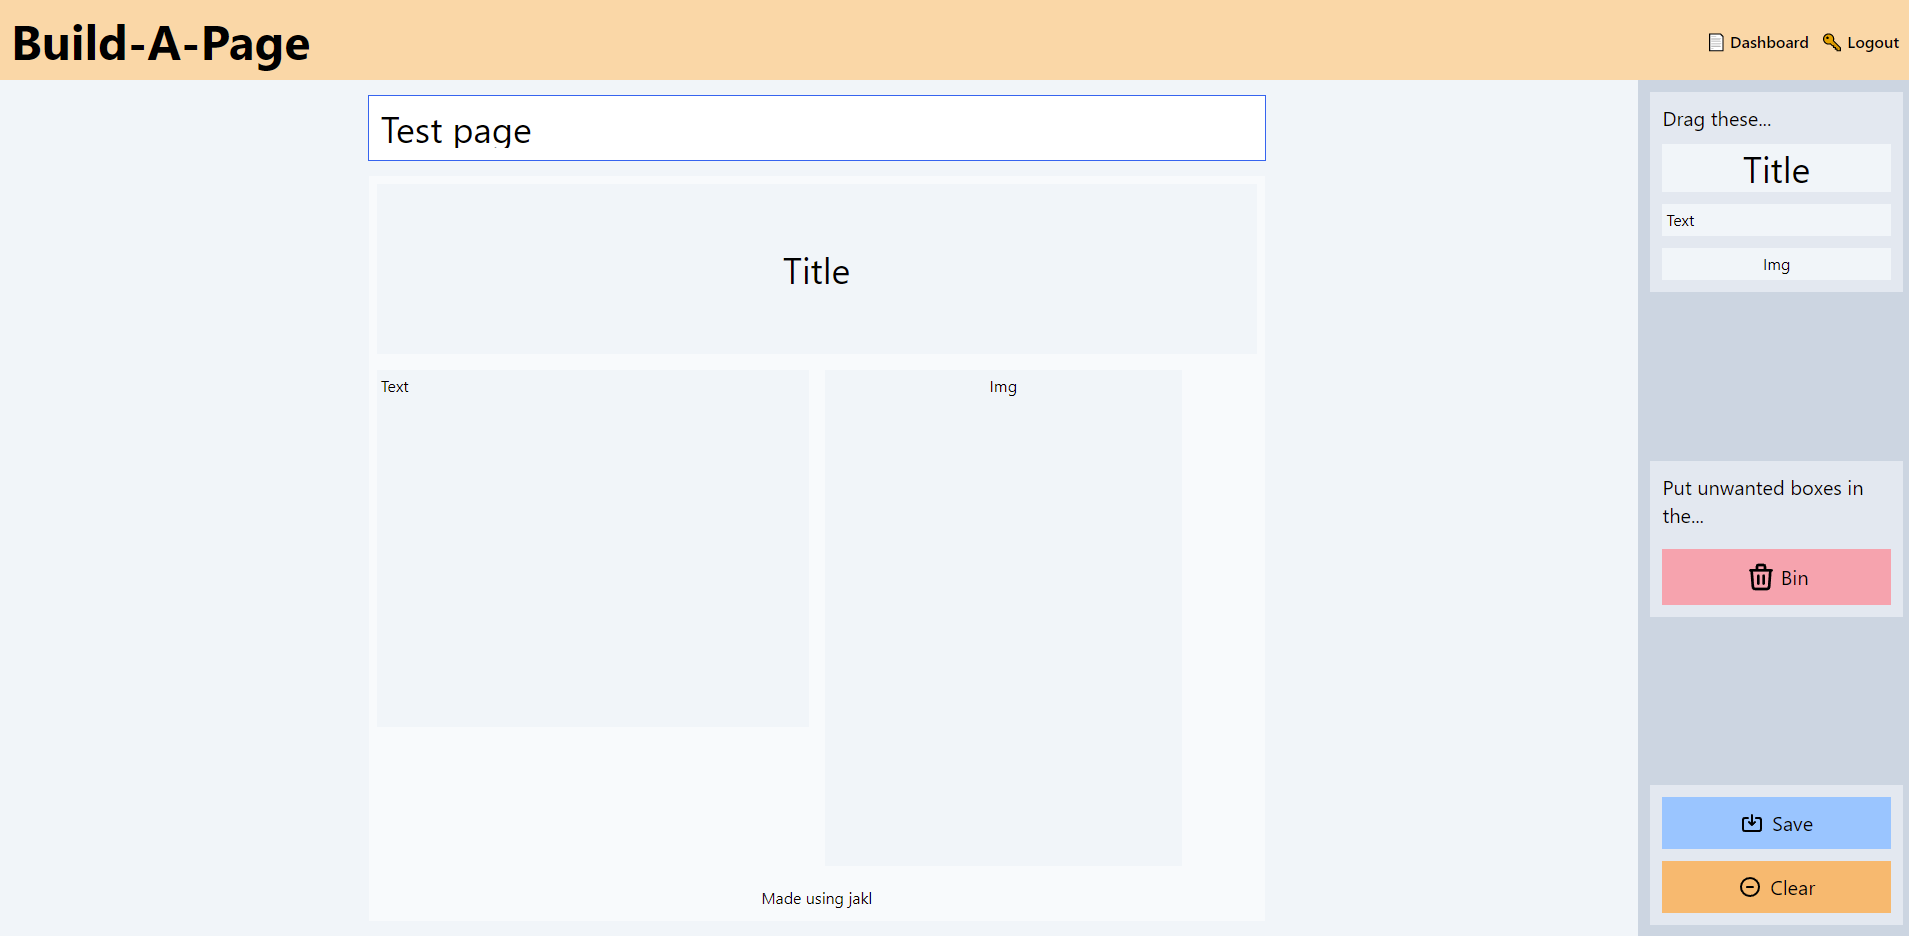 Build-A-Page
Dashboard
Logout
Test page
Title
Text
Img
Made using jakl
Drag these...
Title
Text
Img
Put unwanted boxes in
the...
Bin
Save
Clear